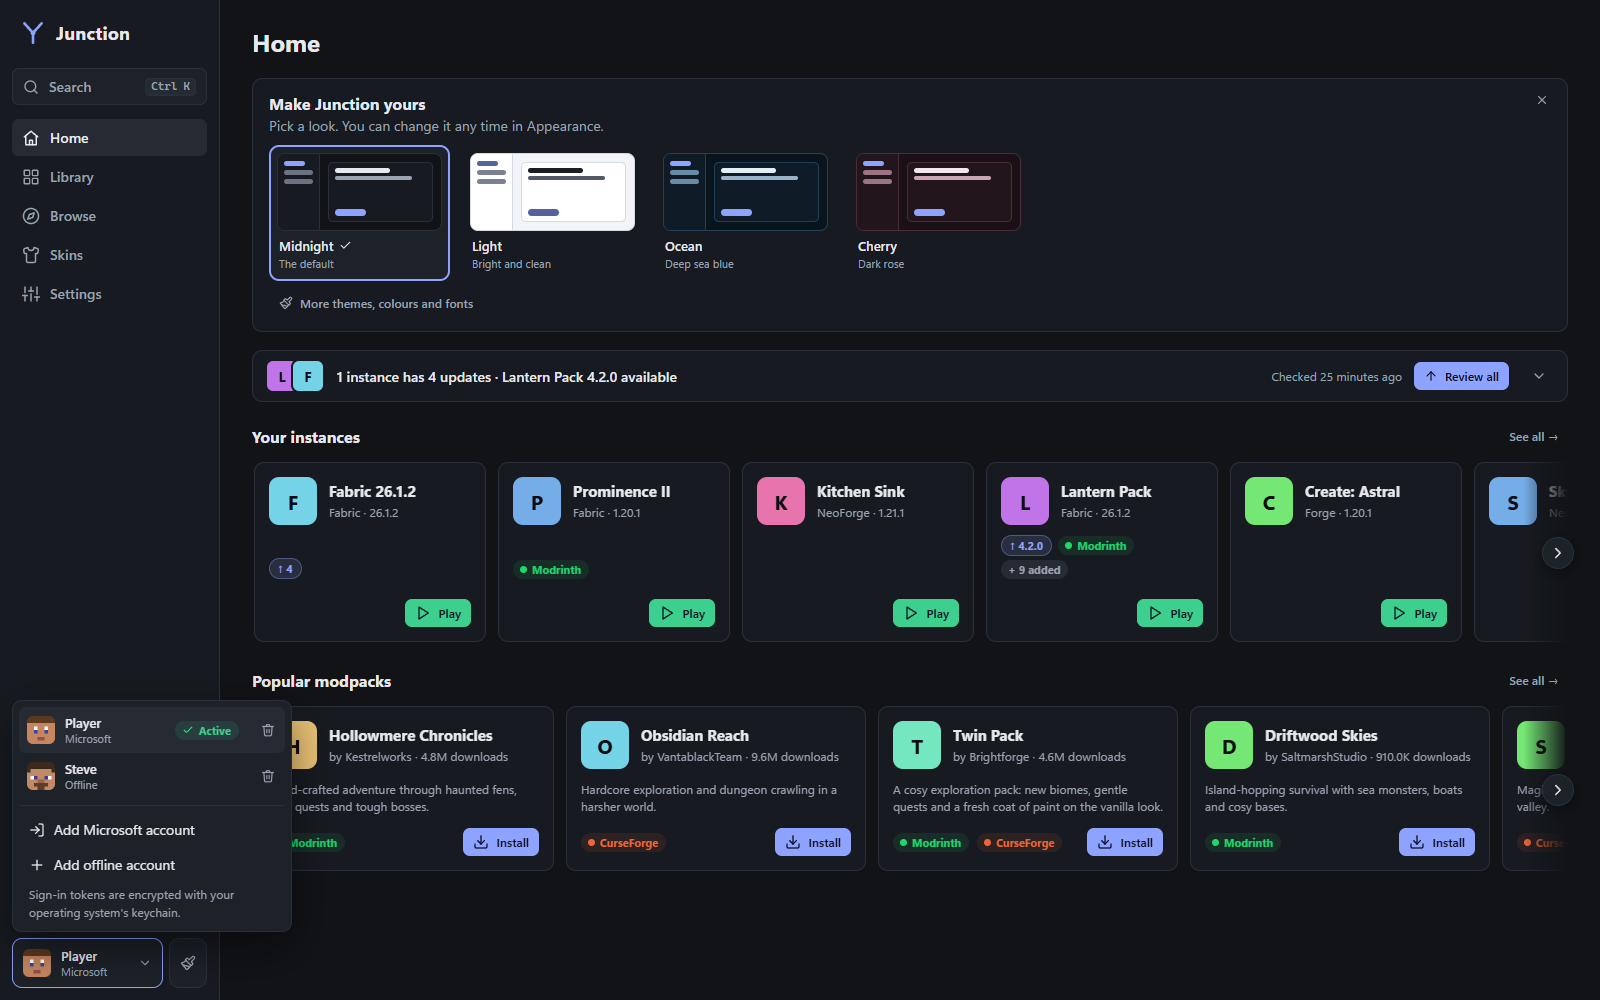 Junction
Search
Ctrl K
Home
Library
Browse
Skins
Settings
Home
Make Junction yours
Pick a look. You can change it any time in Appearance.
Midnight
The default
Light
Bright and clean
Ocean
Deep sea blue
Cherry
Dark rose
More themes, colours and fonts
L
F
1 instance has 4 updates · Lantern Pack 4.2.0 available
Checked 25 minutes ago
↑ Review all
Your instances
See all →
F
Fabric 26.1.2
Fabric · 26.1.2
↑ 4
Play
P
Prominence II
Fabric · 1.20.1
Modrinth
Play
K
Kitchen Sink
NeoForge · 1.21.1
Play
L
Lantern Pack
Fabric · 26.1.2
↑ 4.2.0
Modrinth
+ 9 added
Play
C
Create: Astral
Forge · 1.20.1
Play
S
Sk
Ne
Popular modpacks
See all →
H
Hollowmere Chronicles
by Kestrelworks · 4.8M downloads
d-crafted adventure through haunted fens,
quests and tough bosses.
Modrinth
Install
O
Obsidian Reach
by VantablackTeam · 9.6M downloads
Hardcore exploration and dungeon crawling in a
harsher world.
CurseForge
Install
T
Twin Pack
by Brightforge · 4.6M downloads
A cosy exploration pack: new biomes, gentle
quests and a fresh coat of paint on the vanilla look.
Modrinth
CurseForge
Install
D
Driftwood Skies
by SaltmarshStudio · 910.0K downloads
Island-hopping survival with sea monsters, boats
and cosy bases.
Modrinth
Install
S
Mag
valley.
Curse
Player
Microsoft
Active
Steve
Offline
Add Microsoft account
Add offline account
Sign-in tokens are encrypted with your
operating system's keychain.
Player
Microsoft